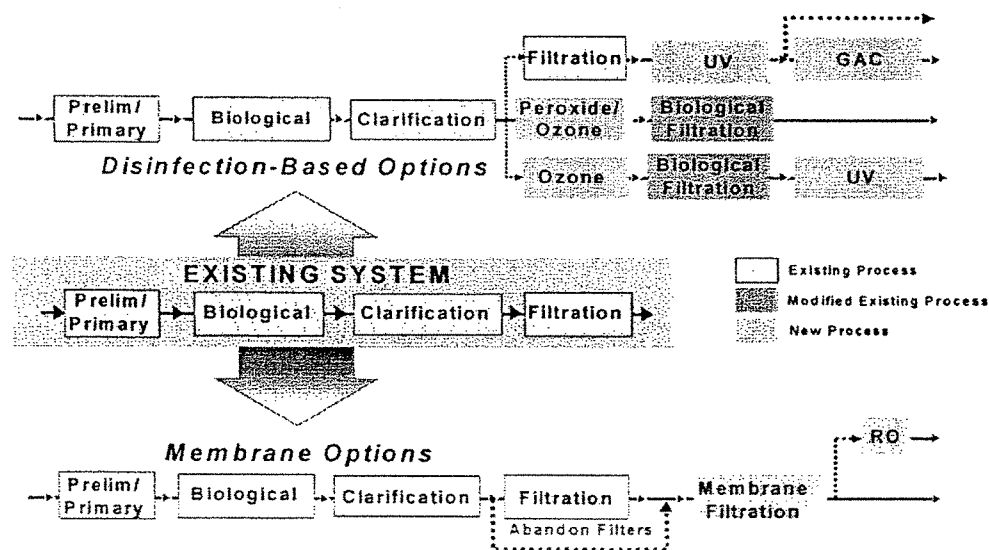 Filtration
UV
GAC
Prelim/
Primary
Biological
Clarification
Peroxide/
Ozone
Biological
Filtration
Disinfection-Based Options
Ozone
Biological
Filtration
UV
EXISTING SYSTEM
Prelim/
Primary
Biological
Clarification
Filtration
Existing Process
Modified Existing Process
New Process
Membrane Options
RO
Prelim/
Primary
Biological
Clarification
Filtration
Abandon Filters
Membrane
Filtration